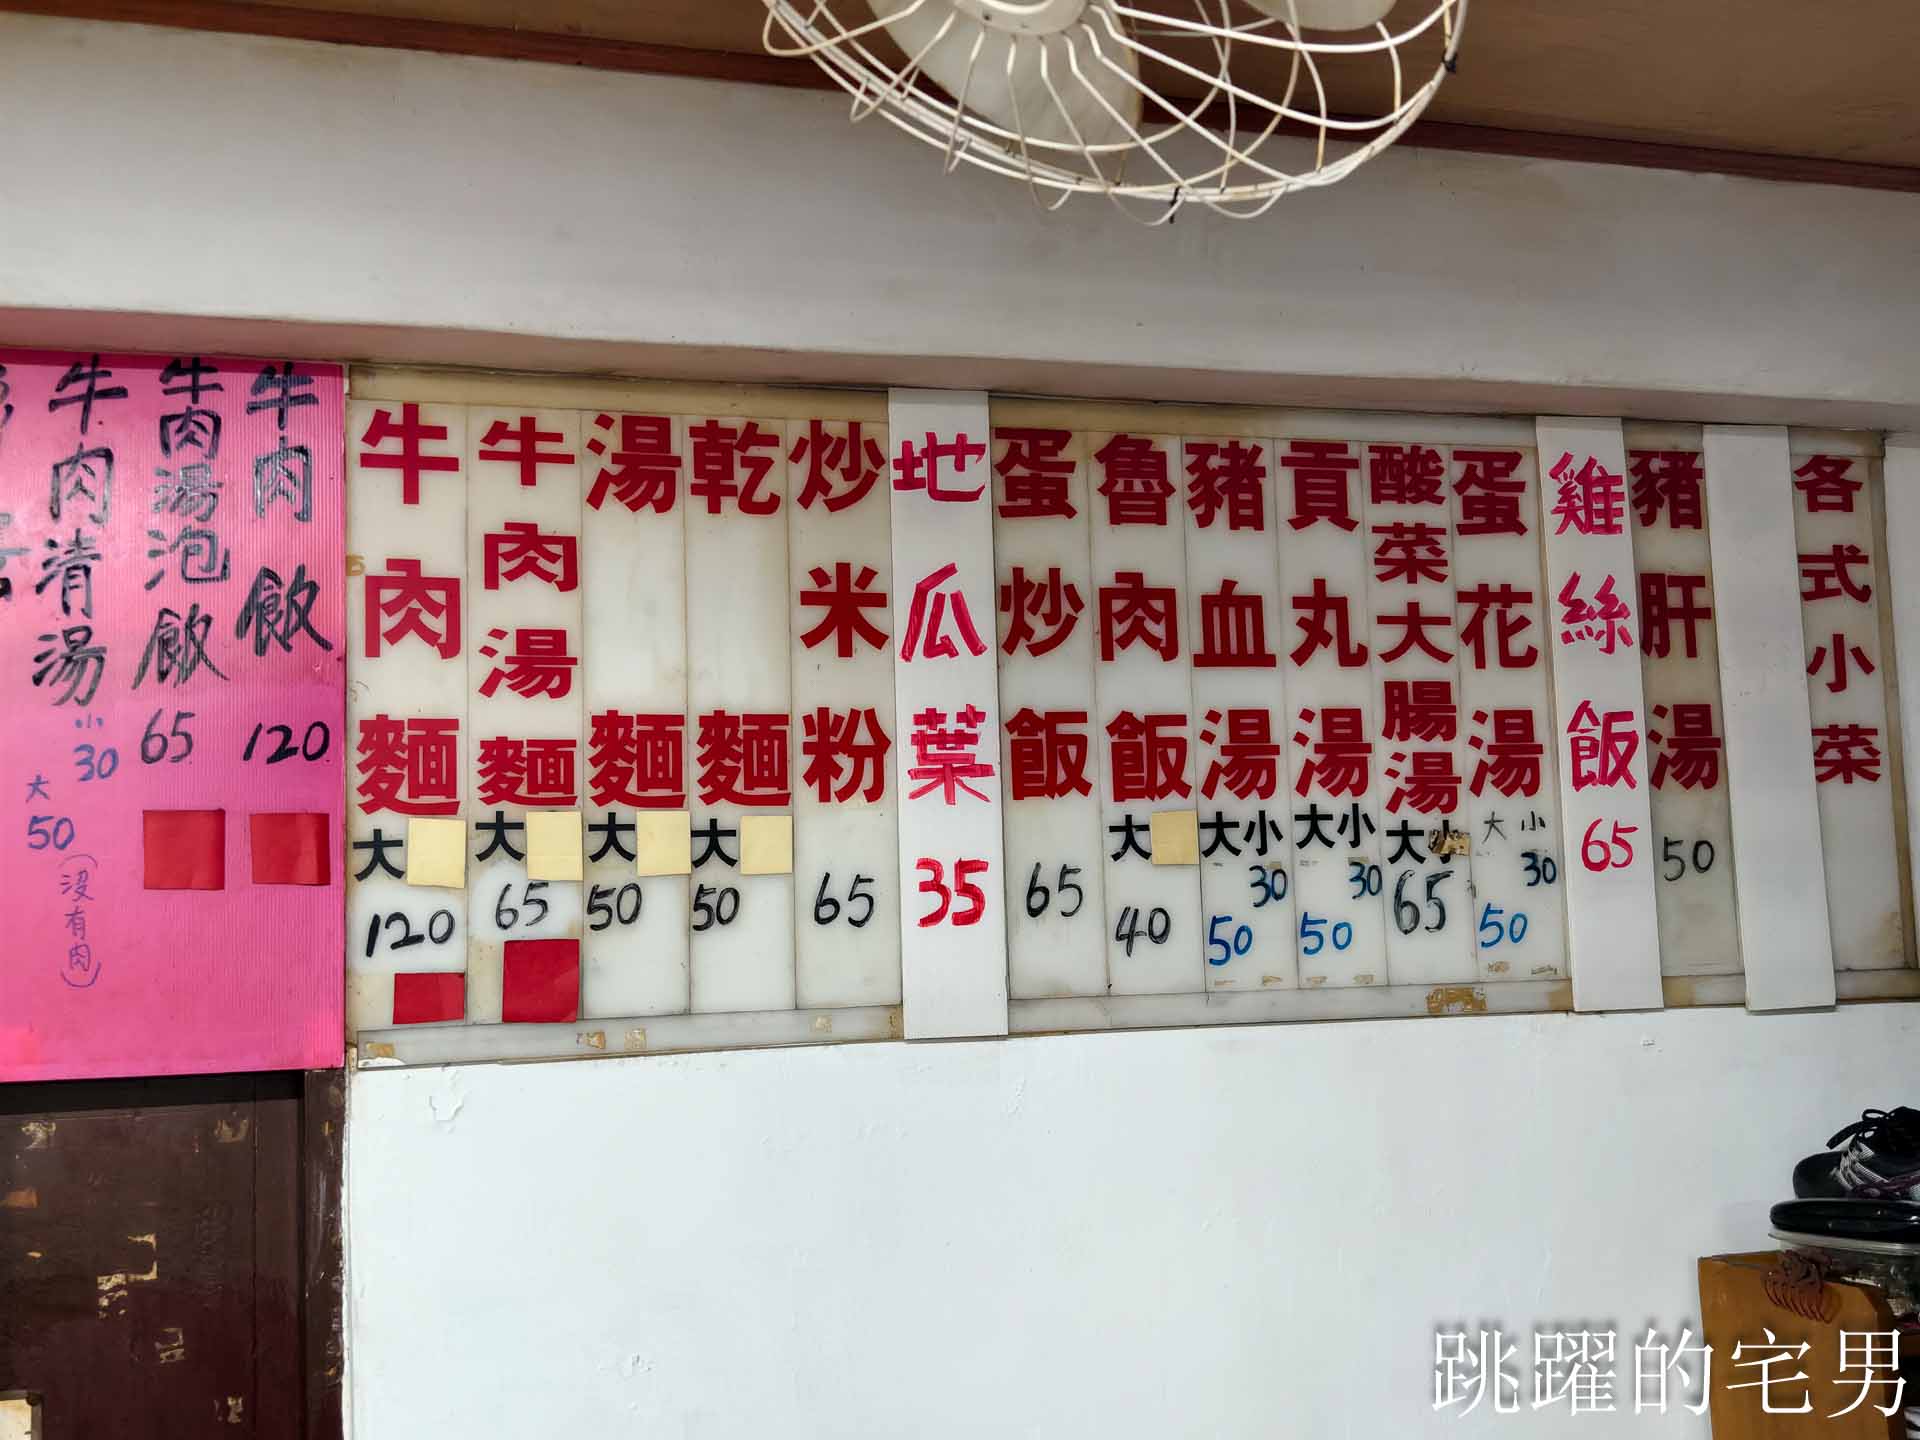 牛肉清湯 小30 大50 (沒有肉)
牛肉湯泡飯 65
牛肉飯 120
牛肉麵 大 120
牛肉湯麵 大 65
湯麵 大 50
乾麵 大 50
炒米粉 65
地瓜葉 35
蛋炒飯 65
魯肉飯 大 40
豬血湯 大小 30 50
貢丸湯 大小 30 50
酸菜大腸湯 大小 65
蛋花湯 大 小 30 50
雞絲飯 65
豬肝湯 50
各式小菜
跳躍的宅男